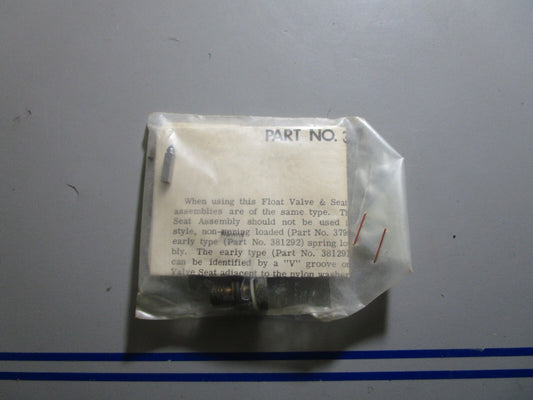 PART NO. 3
When using this Float Valve & Seat
assemblies are of the same type. T
Seat Assembly should not be used
style, non-spring loaded (Part No. 379
early type (Part No. 381292) spring lo
bly. The early type (Part No. 38129
can be identified by a "V" groove on
Valve Seat adjacent to the nylon washer